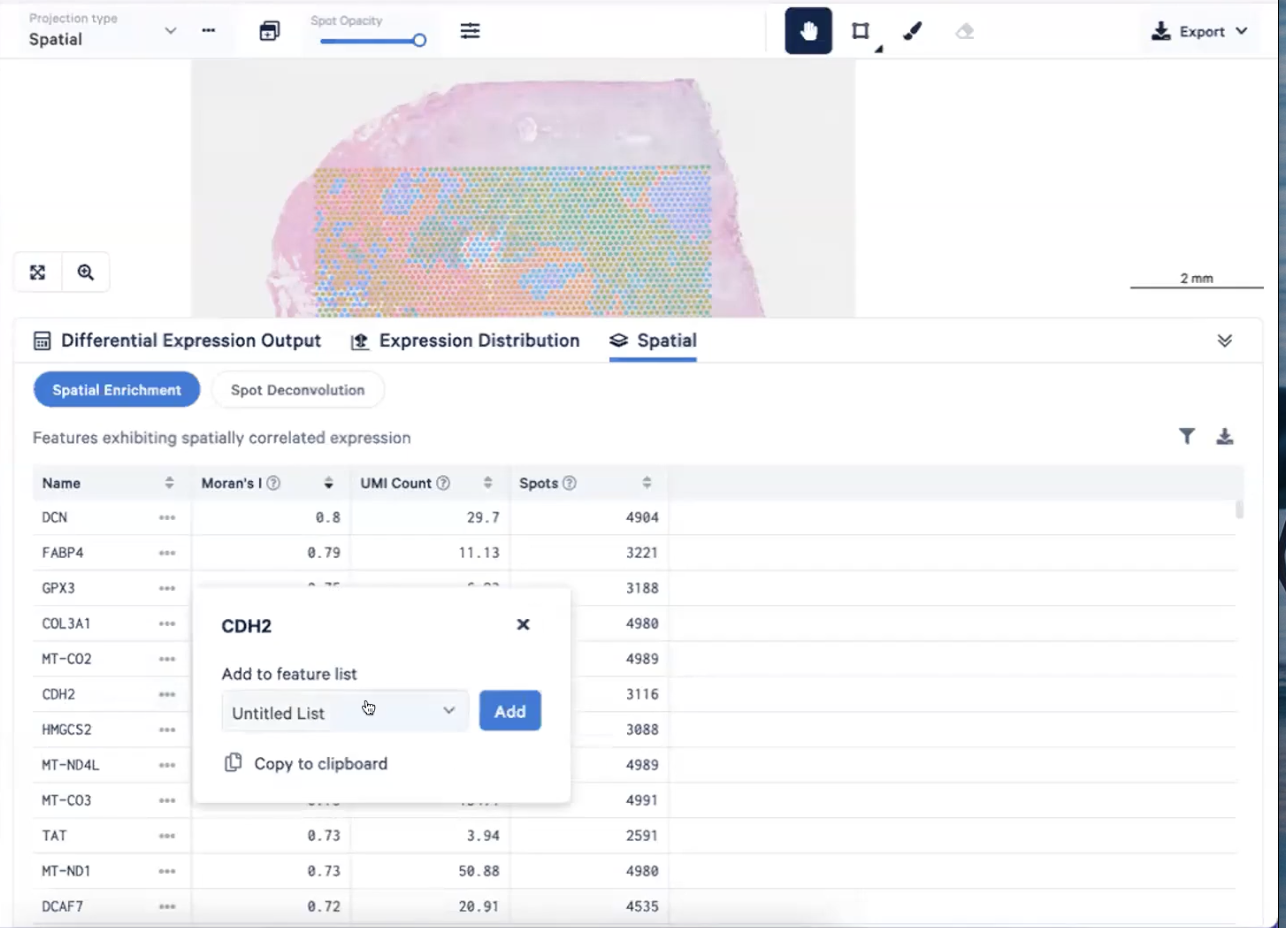 Projection type
Spatial
Spot Opacity
Export
2 mm
Differential Expression Output Expression Distribution Spatial
Spatial Enrichment Spot Deconvolution
Features exhibiting spatially correlated expression
Name Moran's I UMI Count Spots
DCN 0.8 29.7 4904
FABP4 0.79 11.13 3221
GPX3 3188
COL3A1 4980
MT-CO2 4989
CDH2 3116
HMGCS2 3088
MT-ND4L 4989
MT-CO3 4991
TAT 0.73 3.94 2591
MT-ND1 0.73 50.88 4980
DCAF7 0.72 20.91 4535
CDH2
Add to feature list
Untitled List Add
Copy to clipboard